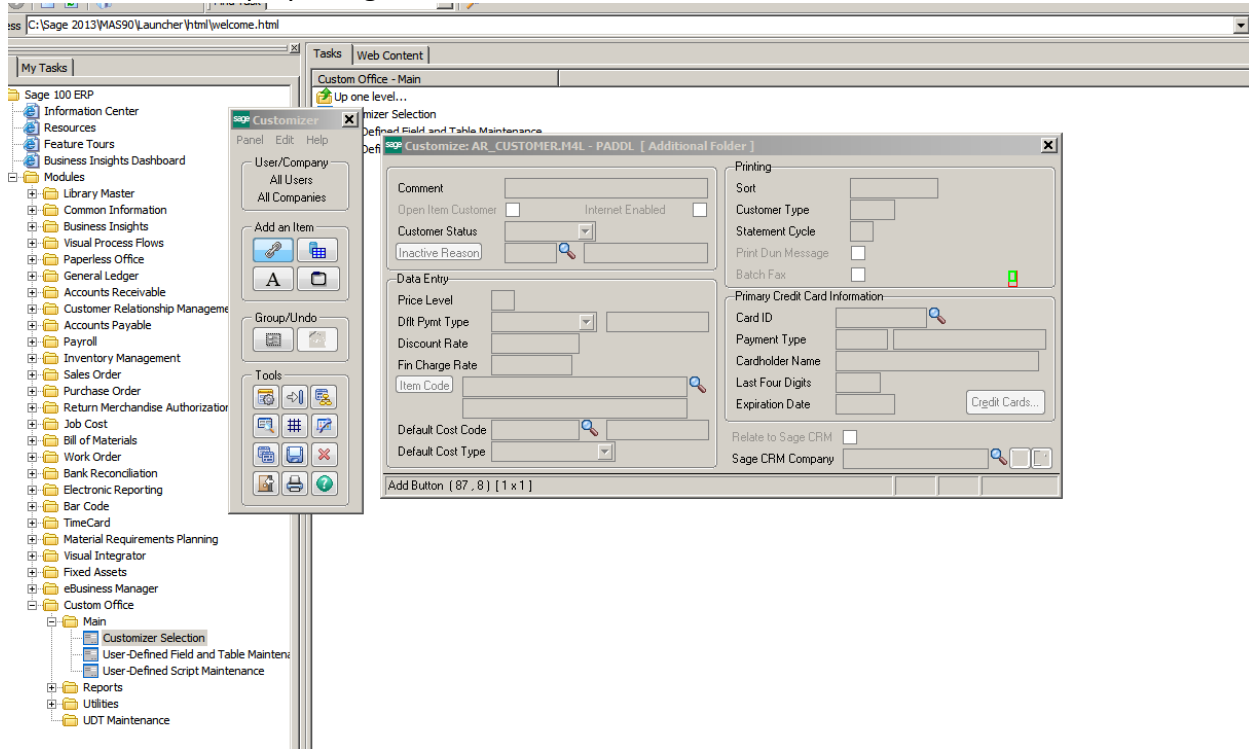 C:\Sage 2013\MAS90\Launcher\html\welcome.html
My Tasks
Sage 100 ERP
Information Center
Resources
Feature Tours
Business Insights Dashboard
Modules
Library Master
Common Information
Business Insights
Visual Process Flows
Paperless Office
General Ledger
Accounts Receivable
Customer Relationship Manageme
Accounts Payable
Payroll
Inventory Management
Sales Order
Purchase Order
Return Merchandise Authorization
Job Cost
Bill of Materials
Work Order
Bank Reconciliation
Electronic Reporting
Bar Code
TimeCard
Material Requirements Planning
Visual Integrator
Fixed Assets
eBusiness Manager
Custom Office
Main
Customizer Selection
User-Defined Field and Table Maintena
User-Defined Script Maintenance
Reports
Utilities
UDT Maintenance
Tasks Web Content
Custom Office - Main
Up one level...
mizer Selection
Defined Field and Table Maintenance
Defi
sage Customizer
Panel Edit Help
User/Company
All Users
All Companies
Add an Item
A
Group/Undo
Tools
sage Customize: AR_CUSTOMER.M4L - PADDL [ Additional Folder ]
Comment
Open Item Customer Internet Enabled
Customer Status
Inactive Reason
Data Entry
Price Level
Dflt Pymt Type
Discount Rate
Fin Charge Rate
Item Code
Default Cost Code
Default Cost Type
Printing
Sort
Customer Type
Statement Cycle
Print Dun Message
Batch Fax
Primary Credit Card Information
Card ID
Payment Type
Cardholder Name
Last Four Digits
Expiration Date Credit Cards...
Relate to Sage CRM
Sage CRM Company
Add Button ( 87 , 8 ) [ 1 x 1 ]